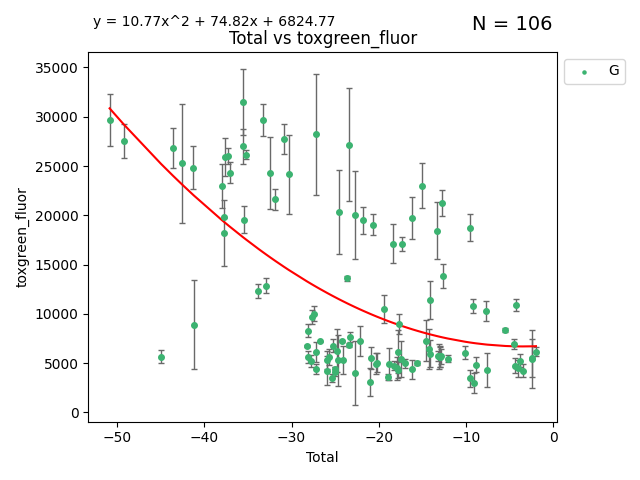 y = 10.77x^2 + 74.82x + 6824.77
N = 106
Total vs toxgreen_fluor
G
toxgreen_fluor
35000
30000
25000
20000
15000
10000
5000
0
−50 −40 −30 −20 −10 0
Total